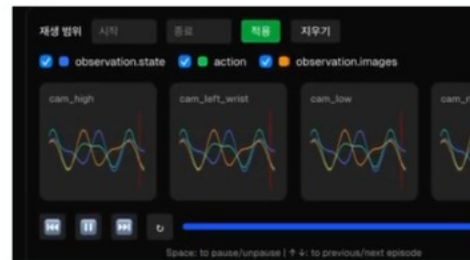 재생 범위 시작 종료 적용 지우기
observation.state action observation.images
cam_high cam_left_wrist cam_low
Space: to pause/unpause | ↑ ↓: to previous/next episode